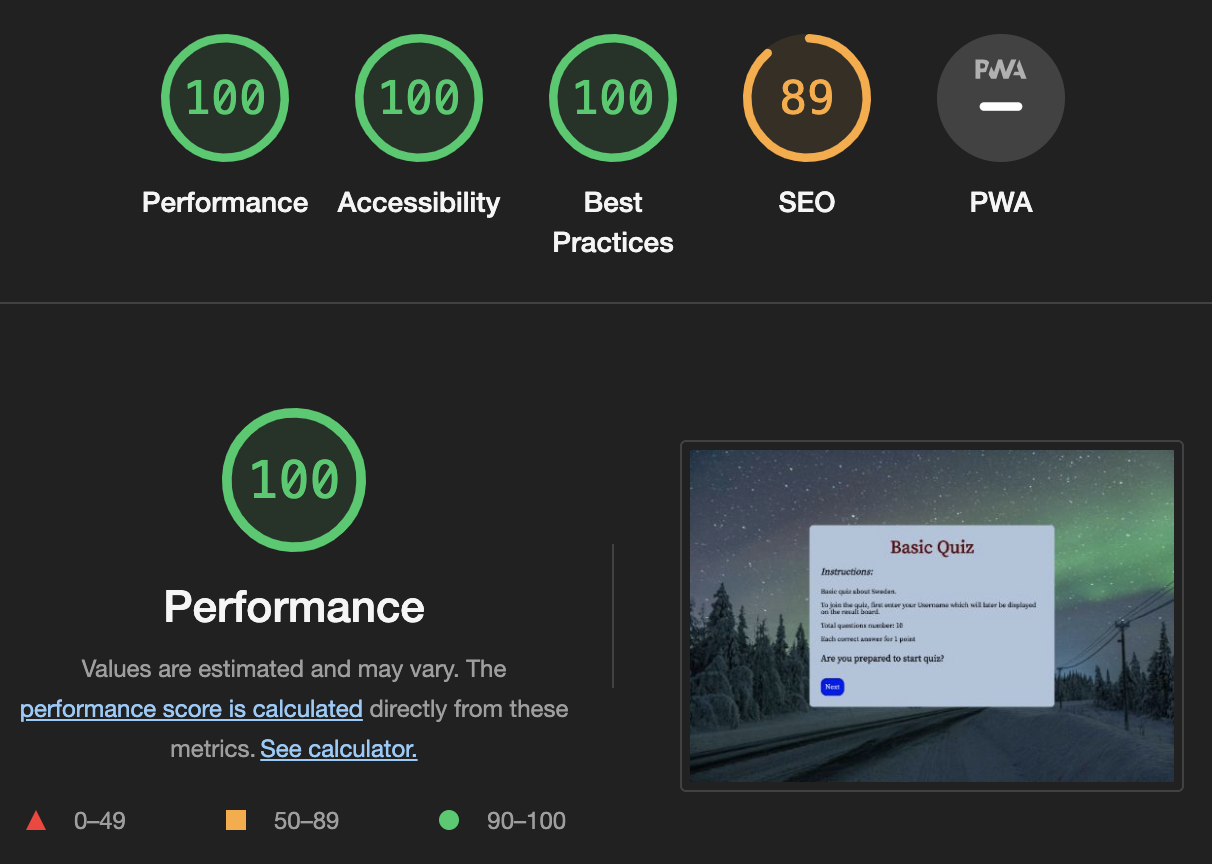 100
100
100
89
PWA
Performance
Accessibility
Best
Practices
SEO
PWA
100
Performance
Values are estimated and may vary. The
performance score is calculated directly from these
metrics. See calculator.
0–49
50–89
90–100
Basic Quiz
Instructions:
Basic quiz about Sweden.
To join the quiz, first enter your Username which will later be displayed
on the result board.
Total questions number: 10
Each correct answer for 1 point
Are you prepared to start quiz?
Next